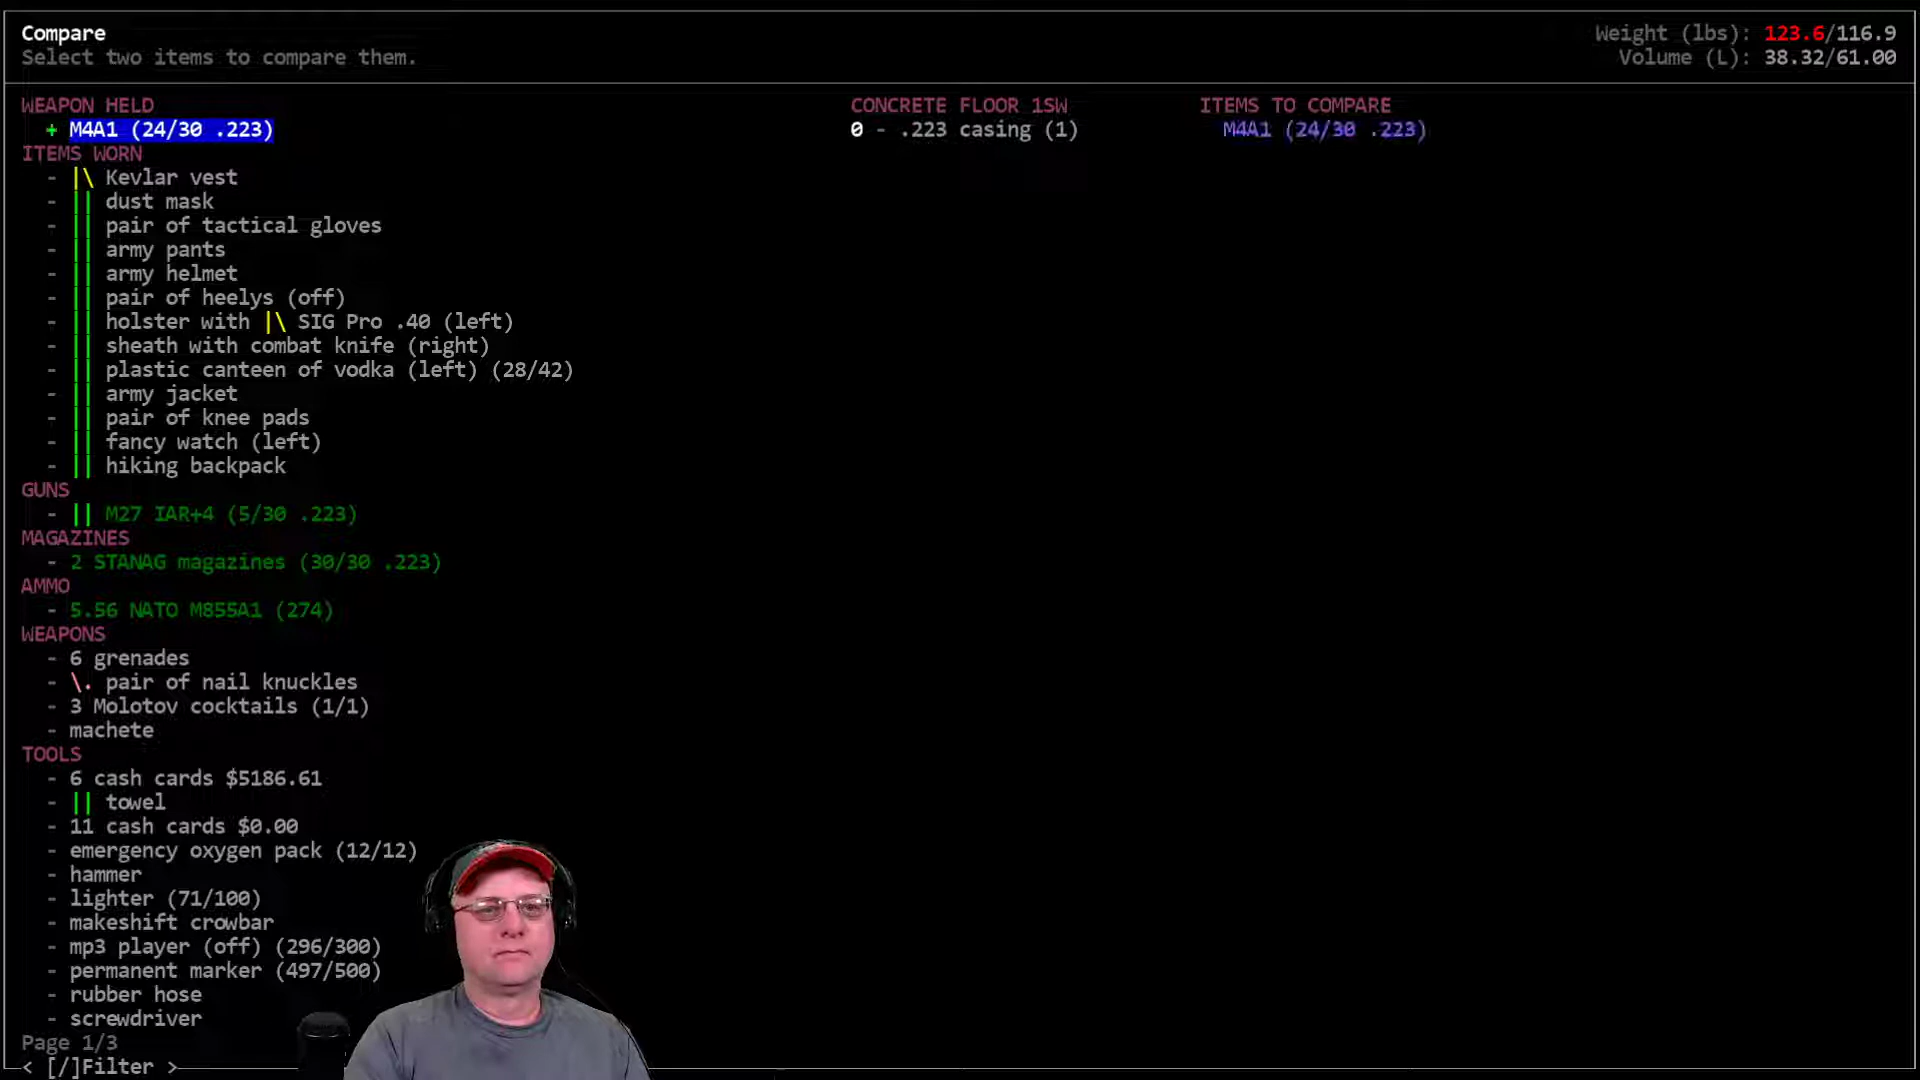 Compare
Select two items to compare them.
Weight (lbs): 123.6/116.9
Volume (L): 38.32/61.00
WEAPON HELD
+ M4A1 (24/30 .223)
ITEMS WORN
- |\ Kevlar vest
- || dust mask
- || pair of tactical gloves
- || army pants
- || army helmet
- || pair of heelys (off)
- || holster with |\ SIG Pro .40 (left)
- || sheath with combat knife (right)
- || plastic canteen of vodka (left) (28/42)
- || army jacket
- || pair of knee pads
- || fancy watch (left)
- || hiking backpack
GUNS
- || M27 IAR+4 (5/30 .223)
MAGAZINES
- 2 STANAG magazines (30/30 .223)
AMMO
- 5.56 NATO M855A1 (274)
WEAPONS
- 6 grenades
- \. pair of nail knuckles
- 3 Molotov cocktails (1/1)
- machete
TOOLS
- 6 cash cards $5186.61
- || towel
- 11 cash cards $0.00
- emergency oxygen pack (12/12)
- hammer
- lighter (71/100)
- makeshift crowbar
- mp3 player (off) (296/300)
- permanent marker (497/500)
- rubber hose
- screwdriver
Page 1/3
< [/]Filter >
CONCRETE FLOOR 1SW
0 - .223 casing (1)
ITEMS TO COMPARE
M4A1 (24/30 .223)